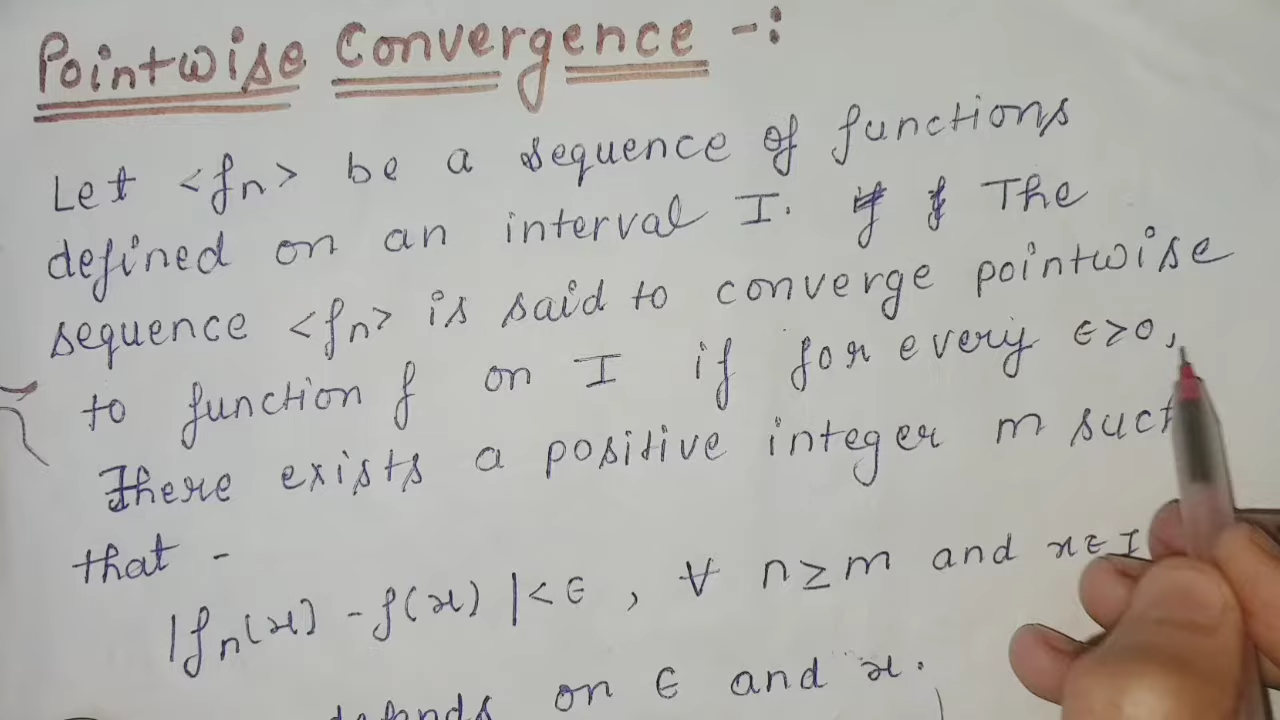 Pointwise Convergence -:
Let <fn> be a sequence of functions
defined on an interval I. The
sequence <fn> is said to converge pointwise
to function f on I if for every ϵ>0,
there exists a positive integer m such
that -
|fn(x) - f(x)| < ϵ, ∀ n ≥ m and x ∈ I
depends on ϵ and x.